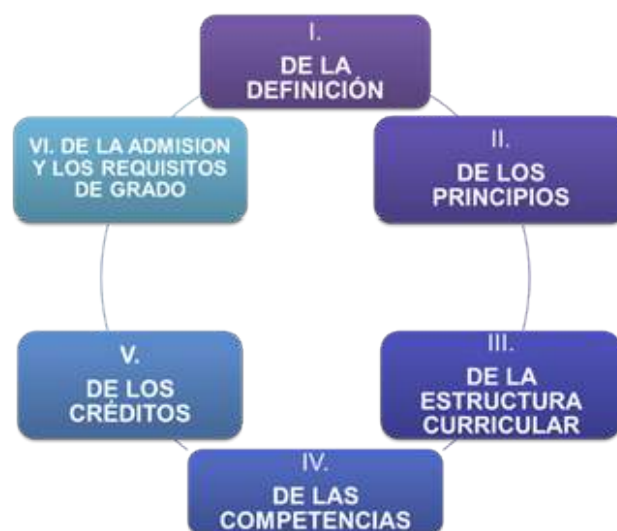 I.
DE LA
DEFINICIÓN
II.
DE LOS
PRINCIPIOS
III.
DE LA
ESTRUCTURA
CURRICULAR
IV.
DE LAS
COMPETENCIAS
V.
DE LOS
CRÉDITOS
VI. DE LA ADMISION
Y LOS REQUISITOS
DE GRADO